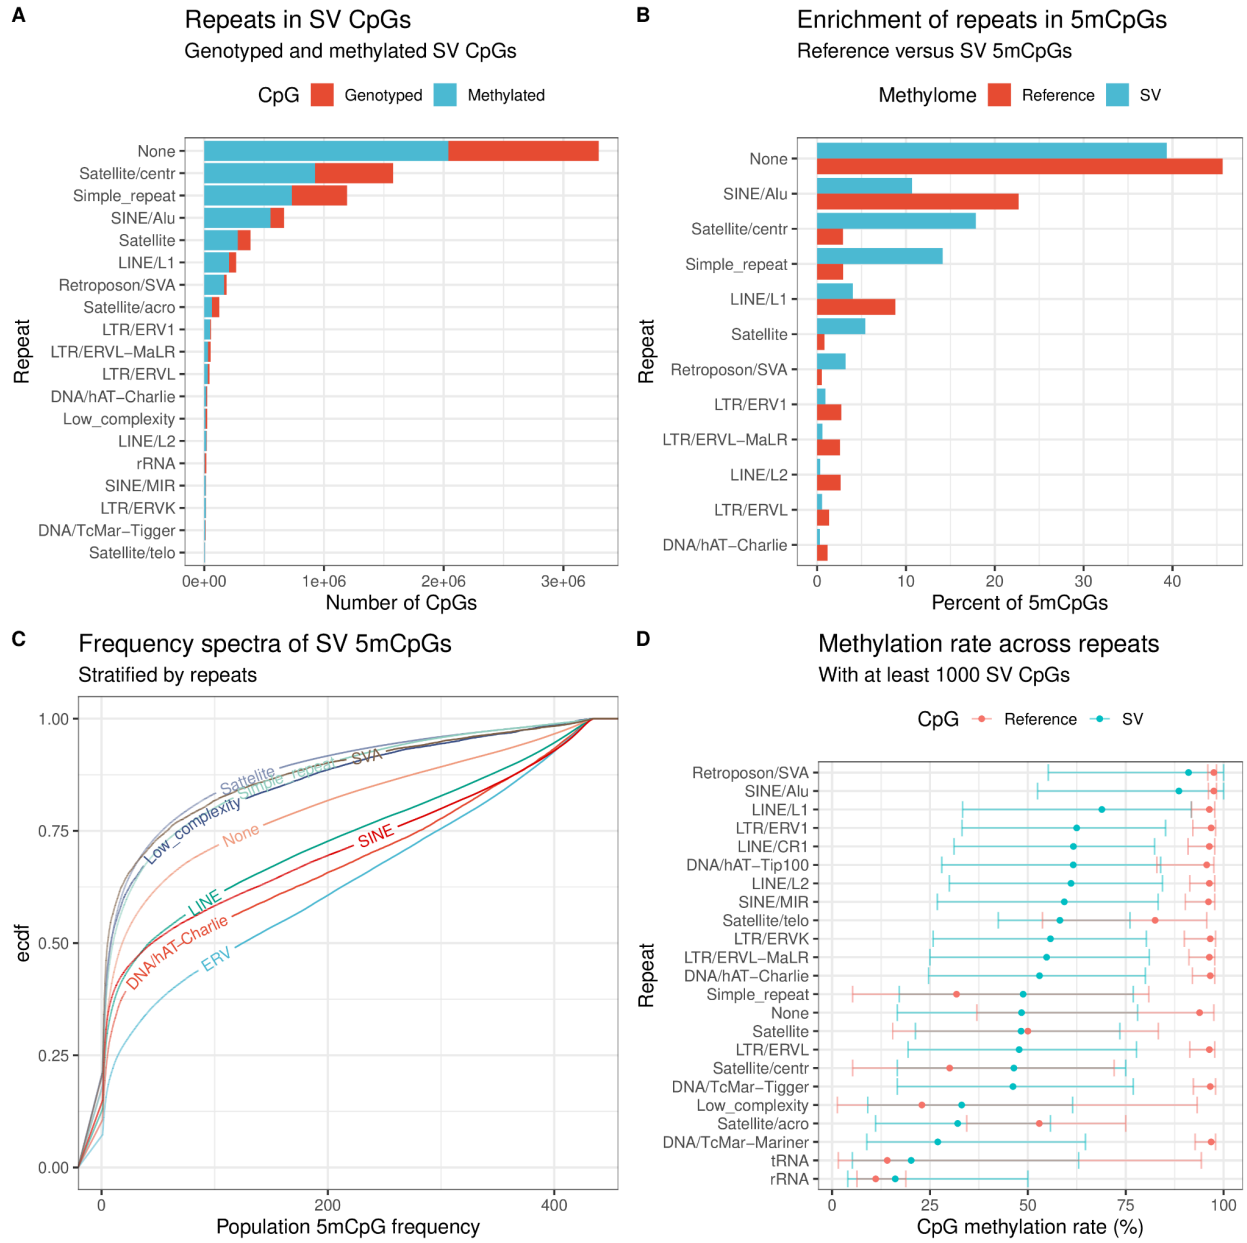 A
Repeats in SV CpGs
Genotyped and methylated SV CpGs
CpG Genotyped Methylated
Repeat
None
Satellite/centr
Simple_repeat
SINE/Alu
Satellite
LINE/L1
Retroposon/SVA
Satellite/acro
LTR/ERV1
LTR/ERVL−MaLR
LTR/ERVL
DNA/hAT−Charlie
Low_complexity
LINE/L2
rRNA
SINE/MIR
LTR/ERVK
DNA/TcMar−Tigger
Satellite/telo
0e+00 1e+06 2e+06 3e+06
Number of CpGs
B
Enrichment of repeats in 5mCpGs
Reference versus SV 5mCpGs
Methylome Reference SV
Repeat
None
SINE/Alu
Satellite/centr
Simple_repeat
LINE/L1
Satellite
Retroposon/SVA
LTR/ERV1
LTR/ERVL−MaLR
LINE/L2
LTR/ERVL
DNA/hAT−Charlie
0 10 20 30 40
Percent of 5mCpGs
C
Frequency spectra of SV 5mCpGs
Stratified by repeats
ecdf
1.00
0.75
0.50
0.25
0.00
Sattelite
Simple_repeat
SVA
Low_complexity
None
SINE
LINE
DNA/hAT−Charlie
ERV
0 200 400
Population 5mCpG frequency
D
Methylation rate across repeats
With at least 1000 SV CpGs
CpG Reference SV
Repeat
Retroposon/SVA
SINE/Alu
LINE/L1
LTR/ERV1
LINE/CR1
DNA/hAT−Tip100
LINE/L2
SINE/MIR
Satellite/telo
LTR/ERVK
LTR/ERVL−MaLR
DNA/hAT−Charlie
Simple_repeat
None
Satellite
LTR/ERVL
Satellite/centr
DNA/TcMar−Tigger
Low_complexity
Satellite/acro
DNA/TcMar−Mariner
tRNA
rRNA
0 25 50 75 100
CpG methylation rate (%)